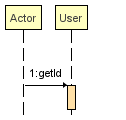 Actor
User
1:getId